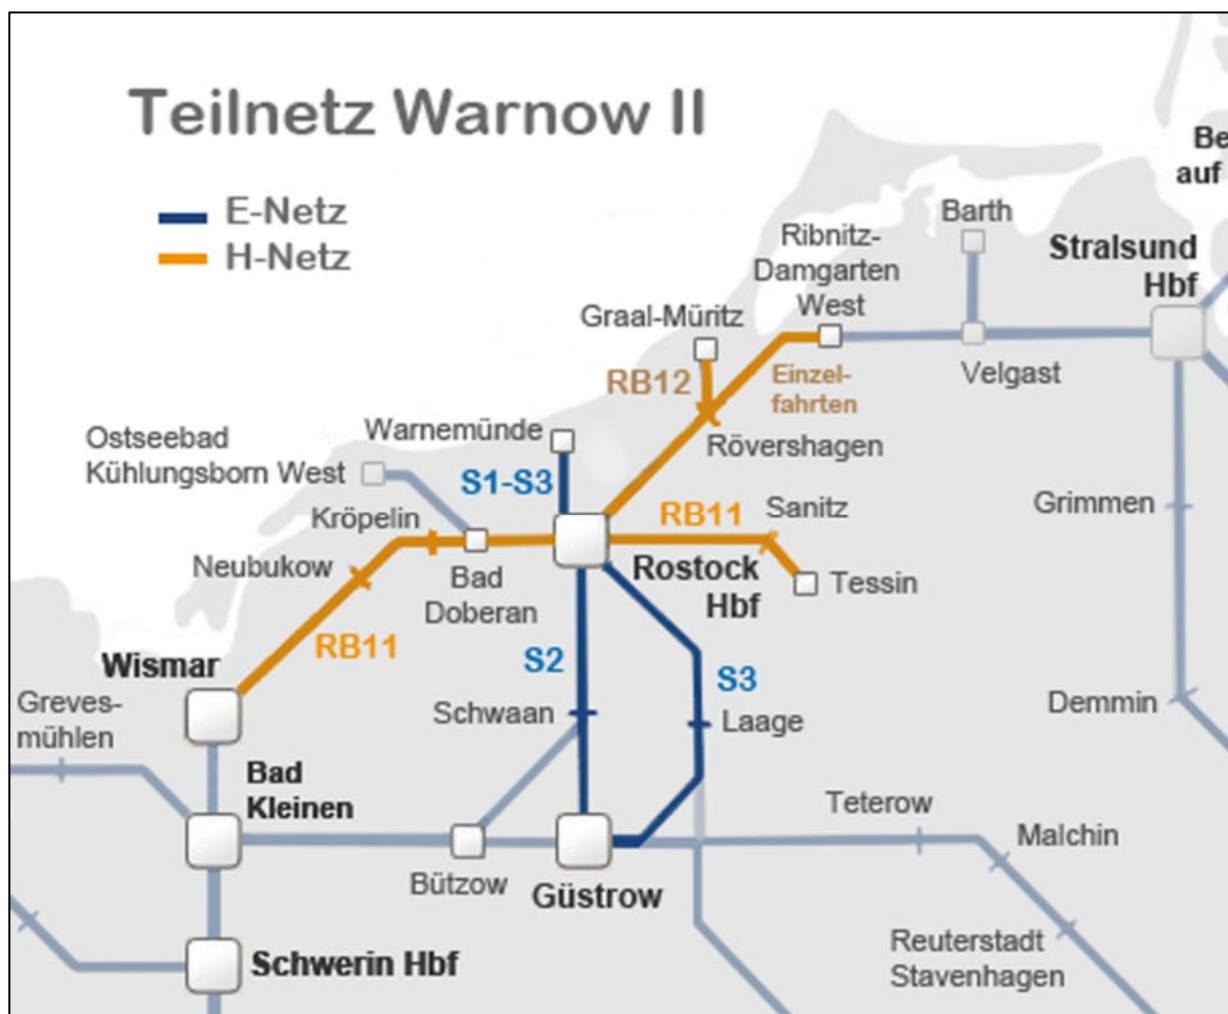 Teilnetz Warnow II
E-Netz
H-Netz
Be
auf
Barth
Stralsund
Hbf
Ribnitz-
Damgarten
West
Graal-Müritz
RB12
Einzel-
fahrten
Velgast
Warnemünde
Rövershagen
Ostseebad
Kühlungsborn West
S1-S3
RB11
Sanitz
Grimmen
Kröpelin
Neubukow
Bad
Doberan
Rostock
Hbf
Tessin
RB11
S2
S3
Wismar
Greves-
mühlen
Schwaan
Laage
Demmin
Bad
Kleinen
Teterow
Malchin
Bützow
Güstrow
Reuterstadt
Stavenhagen
Schwerin Hbf